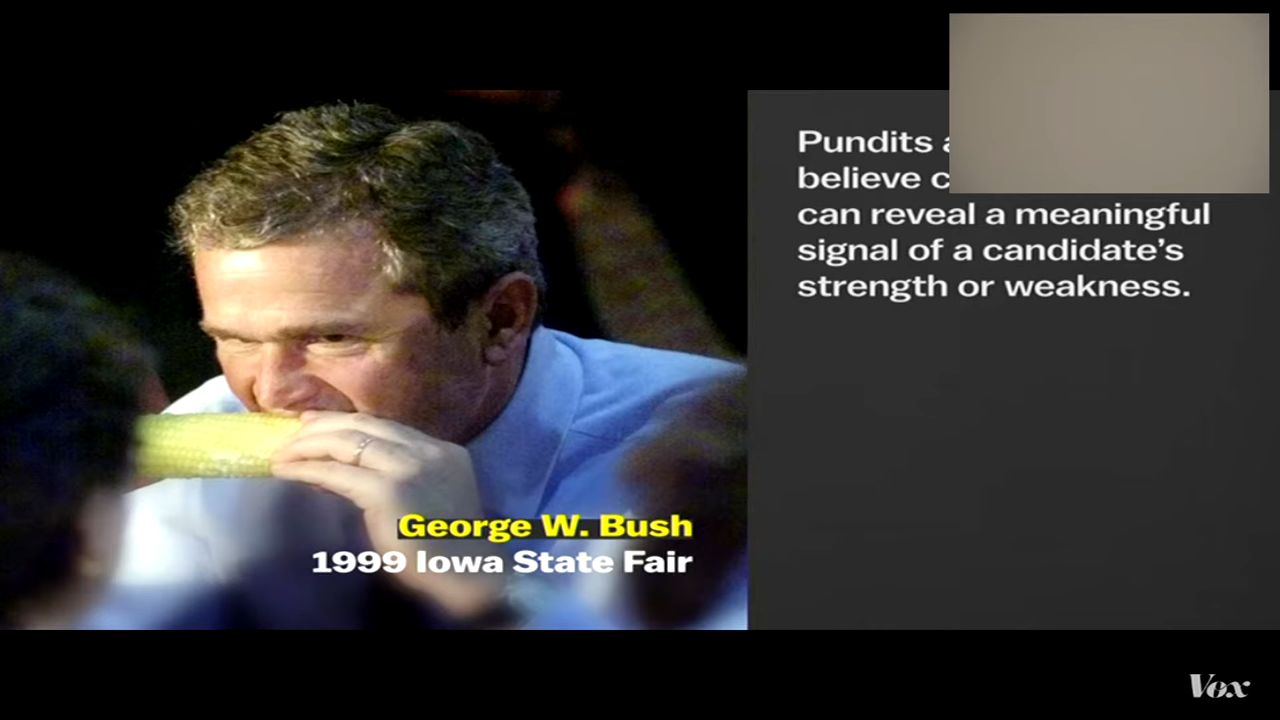 Pundits
believe
can reveal a meaningful
signal of a candidate's
strength or weakness.
George W. Bush
1999 Iowa State Fair
Vox